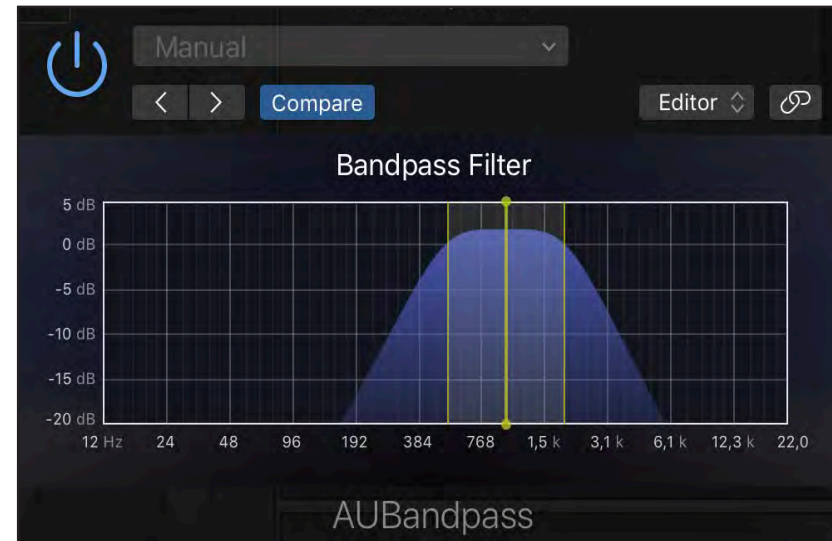 Manual
Compare Editor
Bandpass Filter
5 dB
0 dB
-5 dB
-10 dB
-15 dB
-20 dB
12 Hz 24 48 96 192 384 768 1,5 k 3,1 k 6,1 k 12,3 k 22,0
AUBandpass